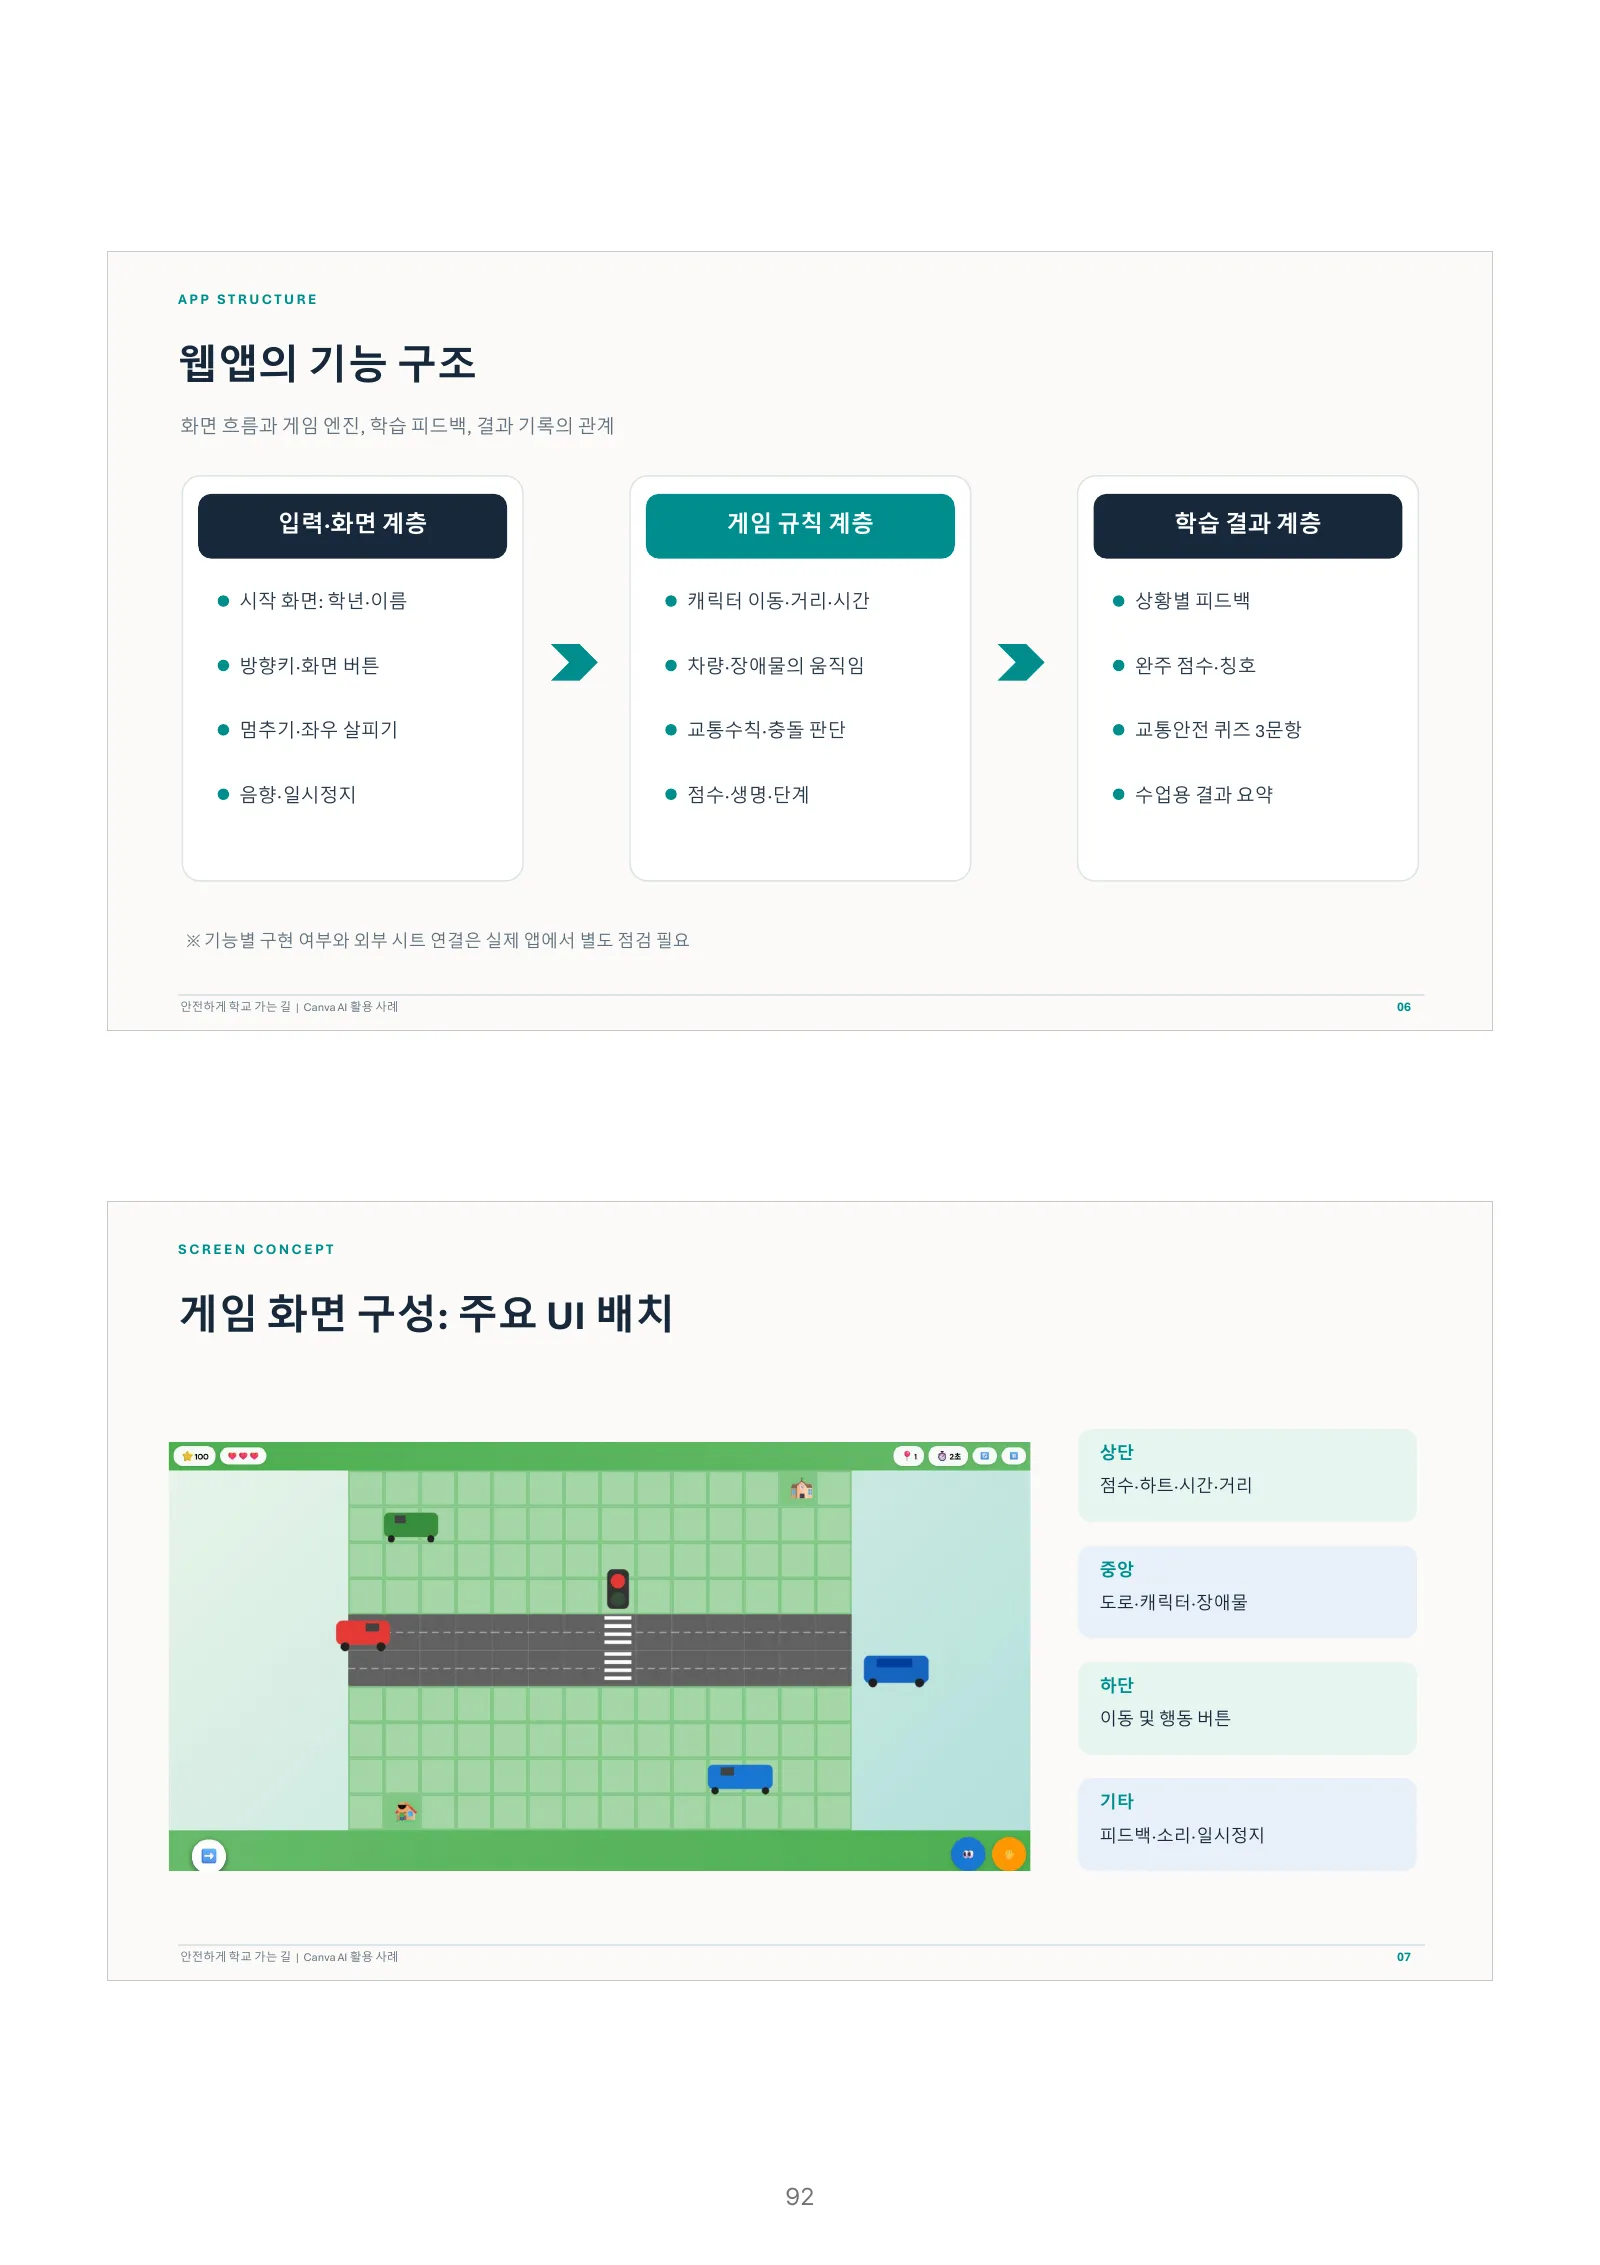 APP STRUCTURE
웹앱의 기능 구조
화면 흐름과 게임 엔진, 학습 피드백, 결과 기록의 관계
입력·화면 계층
시작 화면: 학년·이름
방향키·화면 버튼
멈추기·좌우 살피기
음향·일시정지
게임 규칙 계층
캐릭터 이동·거리·시간
차량·장애물의 움직임
교통수칙·충돌 판단
점수·생명·단계
학습 결과 계층
상황별 피드백
완주 점수·칭호
교통안전 퀴즈 3문항
수업용 결과 요약
※ 기능별 구현 여부와 외부 시트 연결은 실제 앱에서 별도 점검 필요
안전하게 학교 가는 길 | Canva AI 활용 사례
06
SCREEN CONCEPT
게임 화면 구성: 주요 UI 배치
100
1
2초
상단
점수·하트·시간·거리
중앙
도로·캐릭터·장애물
하단
이동 및 행동 버튼
기타
피드백·소리·일시정지
안전하게 학교 가는 길 | Canva AI 활용 사례
07
92